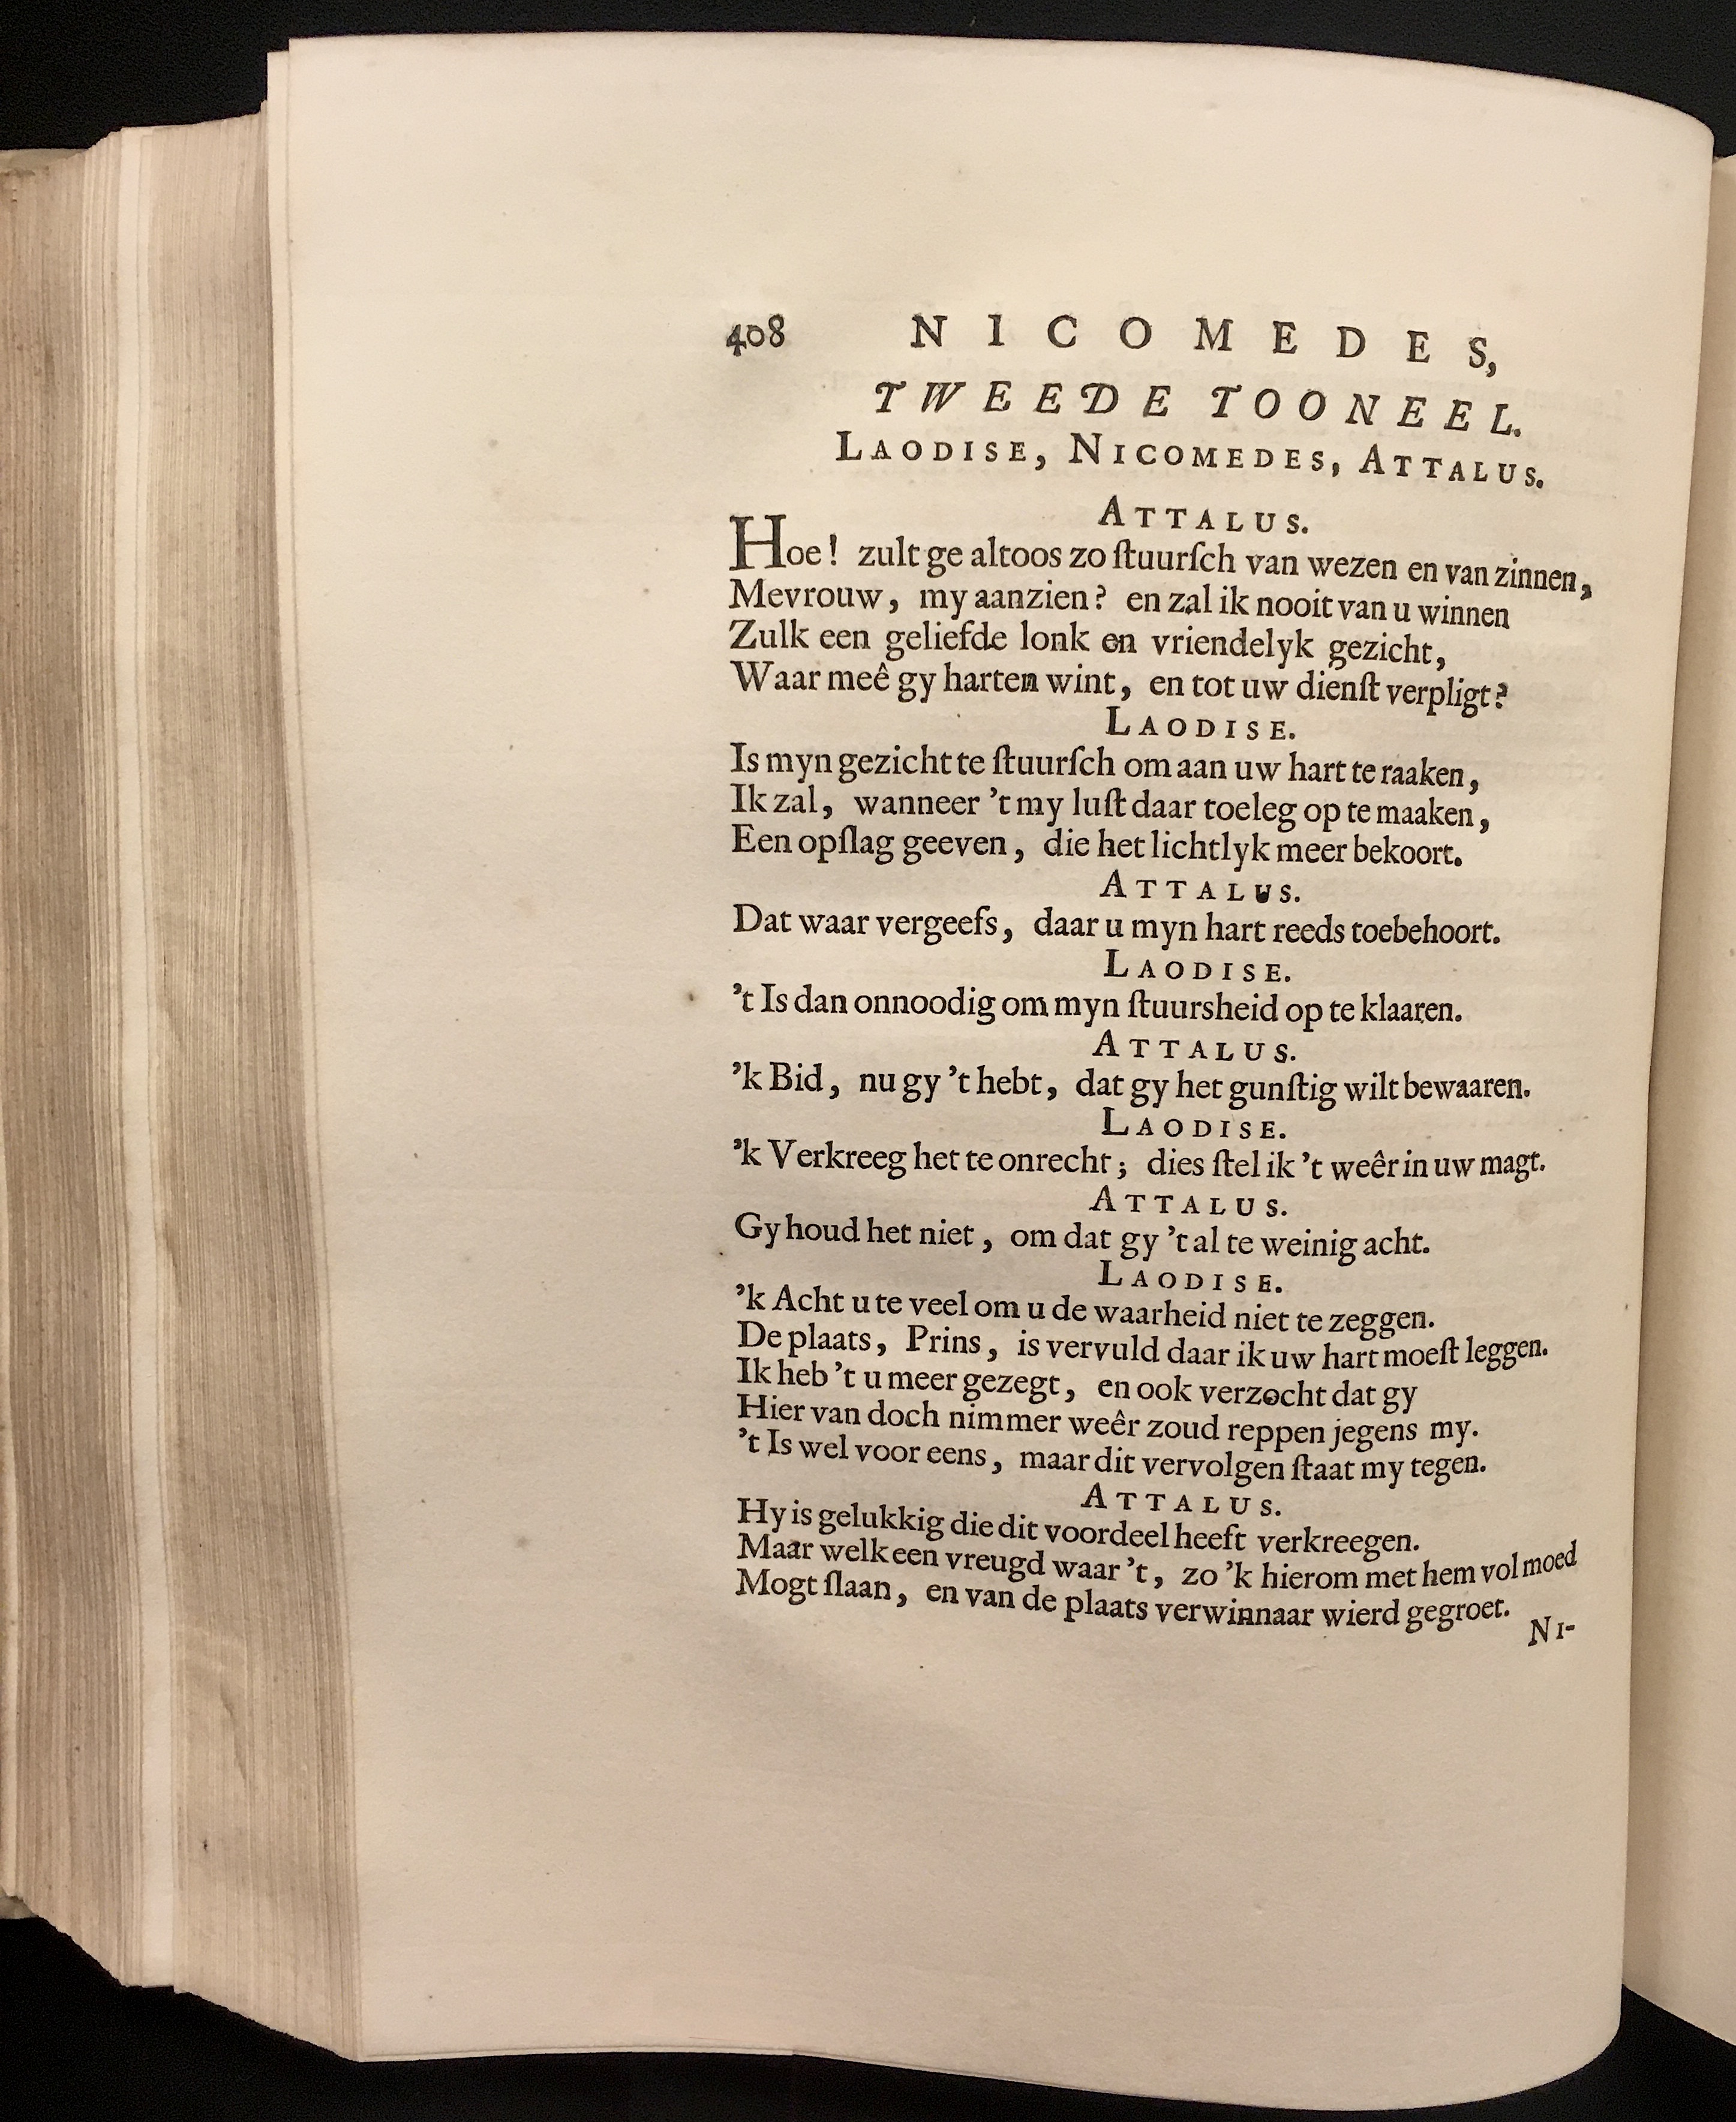 408 NICOMEDES,
TWEEDE TOONEEL.
LAODISE, NICOMEDES, ATTALUS.
ATTALUS.
Hoe! zult ge altoos zo ſtuurſch van wezen en van zinnen,
Mevrouw, my aanzien? en zal ik nooit van u winnen
Zulk een geliefde lonk en vriendelyk gezicht,
Waar meê gy harten wint, en tot uw dienſt verpligt?
LAODISE.
Is myn gezicht te ſtuurſch om aan uw hart te raaken,
Ik zal, wanneer 't my luſt daar toeleg op te maaken,
Een opſlag geeven, die het lichtlyk meer bekoort.
ATTALUS.
Dat waar vergeefs, daar u myn hart reeds toebehoort.
LAODISE.
't Is dan onnoodig om myn ſtuursheid op te klaaren.
ATTALUS.
'k Bid, nu gy 't hebt, dat gy het gunſtig wilt bewaaren.
LAODISE.
'k Verkreeg het te onrecht; dies ſtel ik 't weêr in uw magt.
ATTALUS.
Gy houd het niet, om dat gy 't al te weinig acht.
LAODISE.
'k Acht u te veel om u de waarheid niet te zeggen.
De plaats, Prins, is vervuld daar ik uw hart moeſt leggen.
Ik heb 't u meer gezegt, en ook verzocht dat gy
Hier van doch nimmer weêr zoud reppen jegens my.
't Is wel voor eens, maar dit vervolgen ſtaat my tegen.
ATTALUS.
Hy is gelukkig die dit voordeel heeft verkreegen.
Maar welk een vreugd waar 't, zo 'k hierom met hem vol moed
Mogt ſlaan, en van de plaats verwinnaar wierd gegroet.
NI-